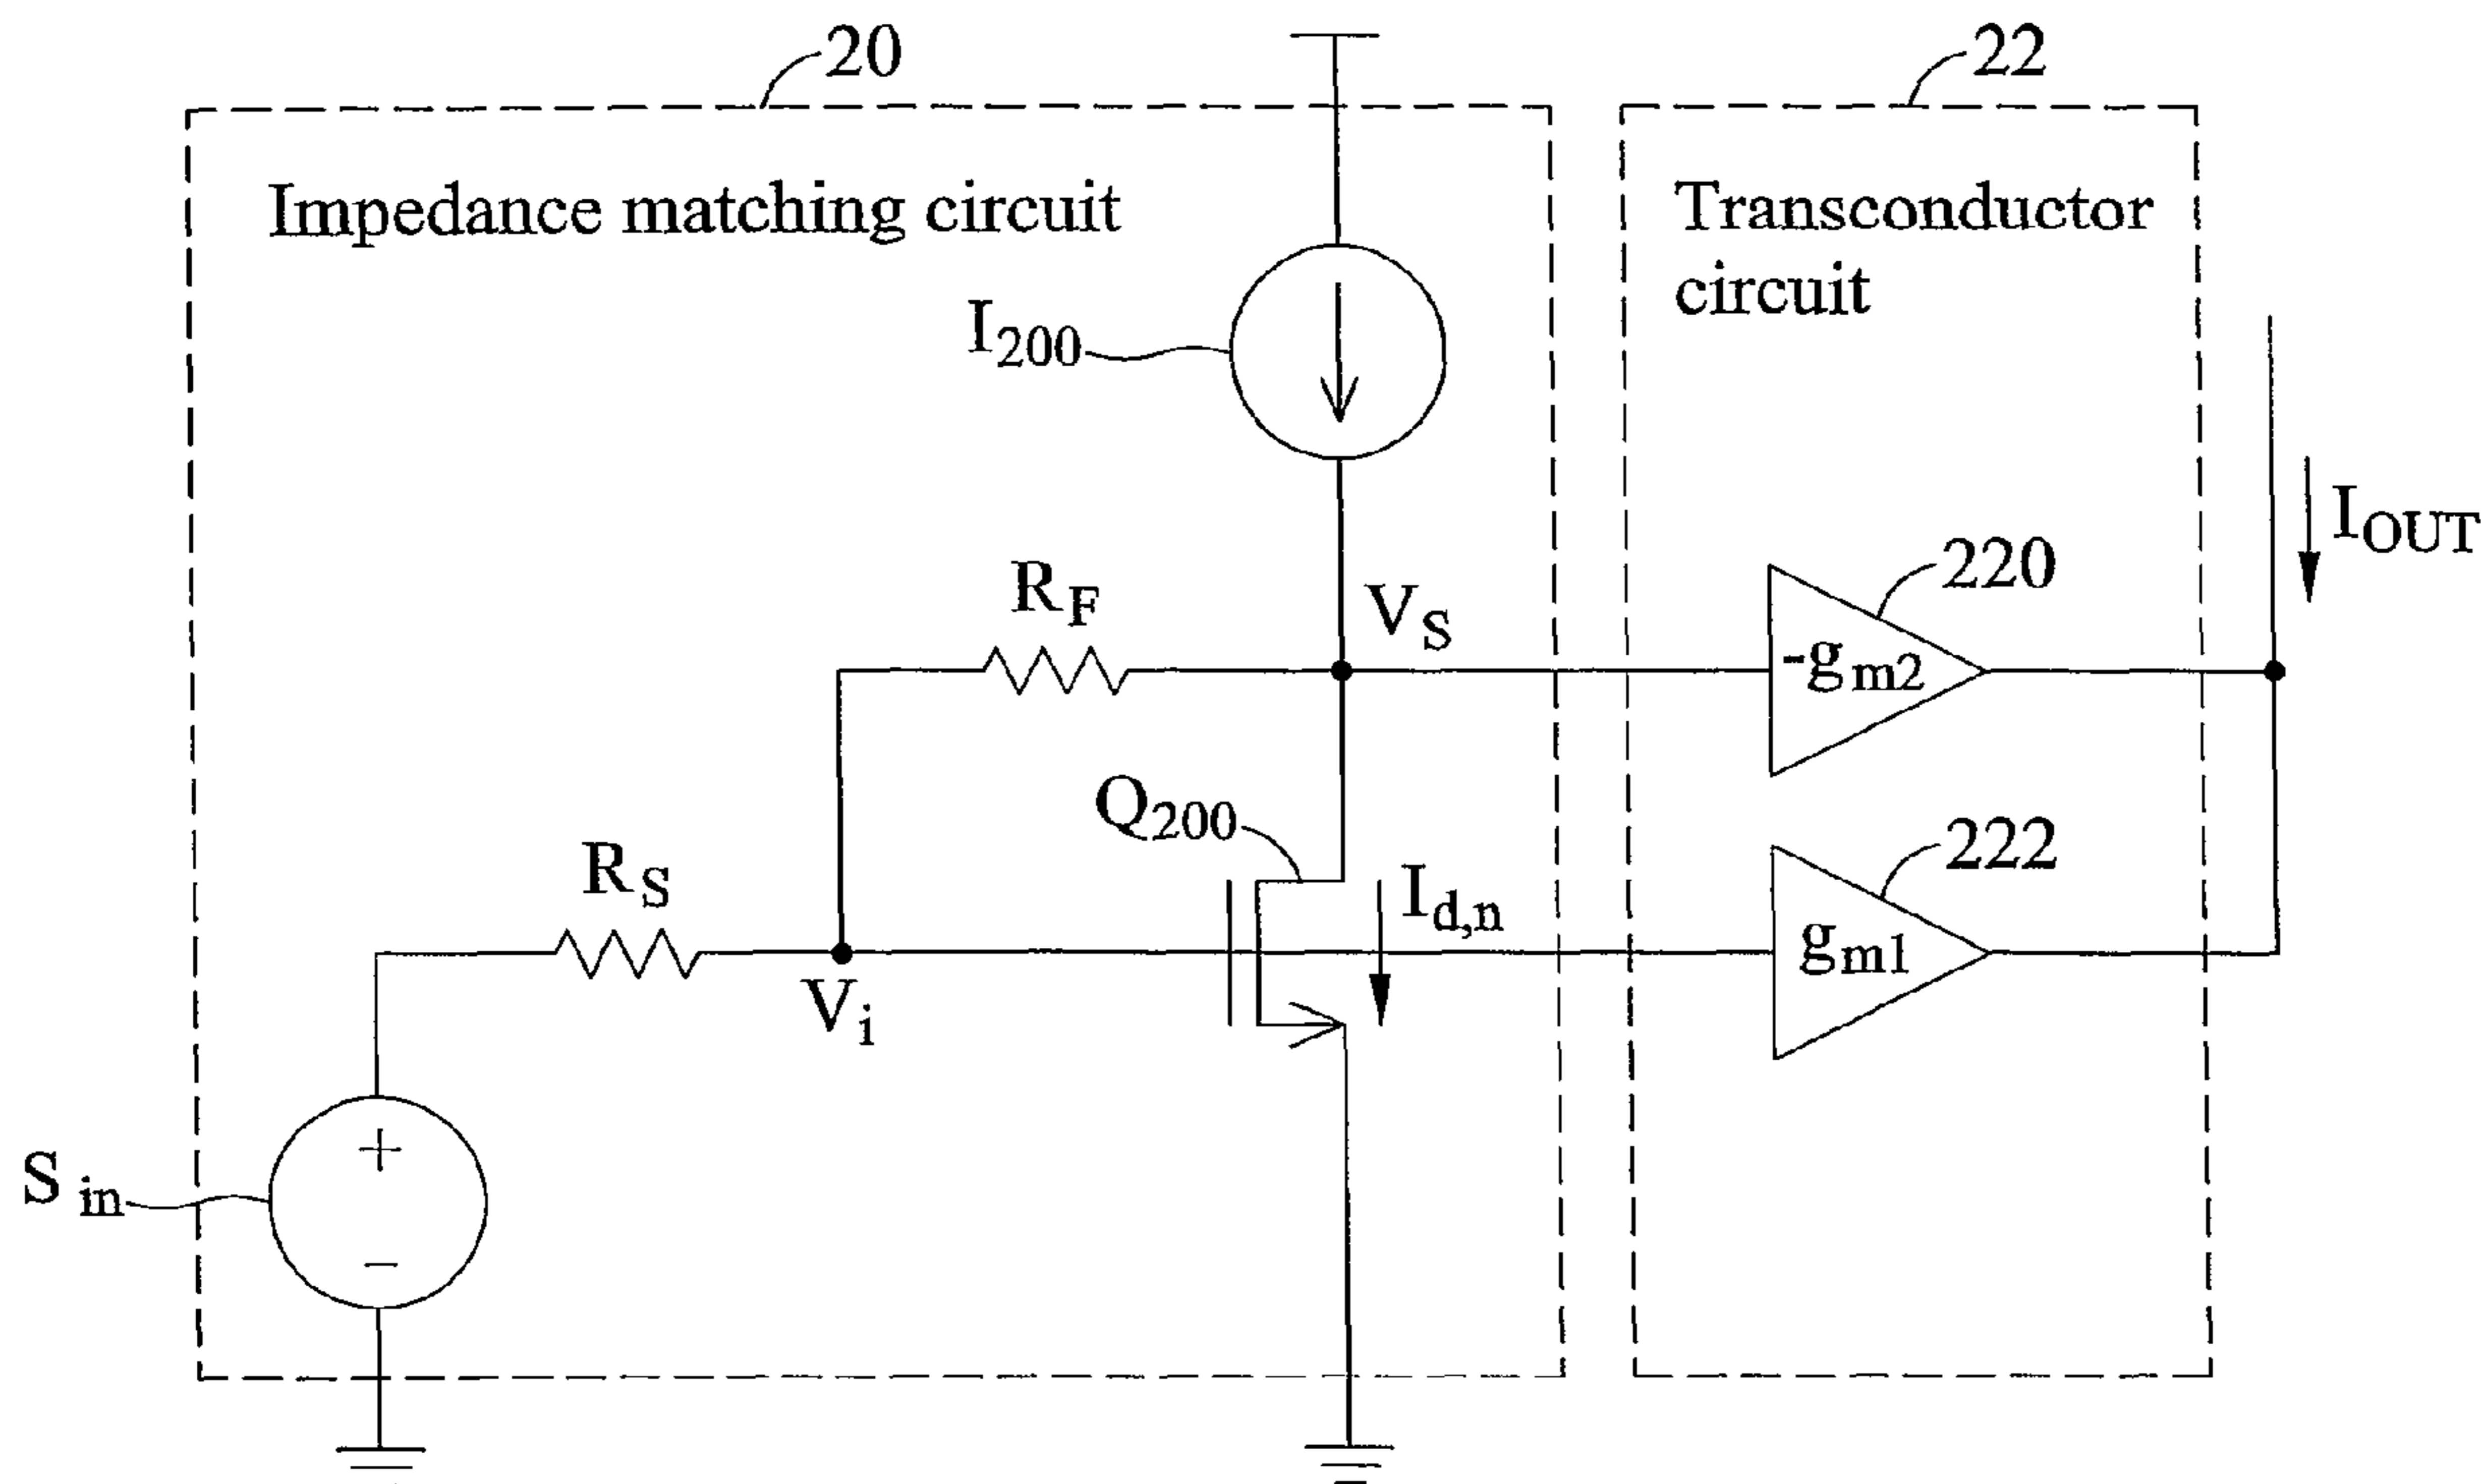 20
22
Impedance matching circuit
Transconductor
circuit
I200
IOUT
RF
VS
220
-gm2
Q200
222
RS
Id,n
gm1
Vi
+
Sin
−